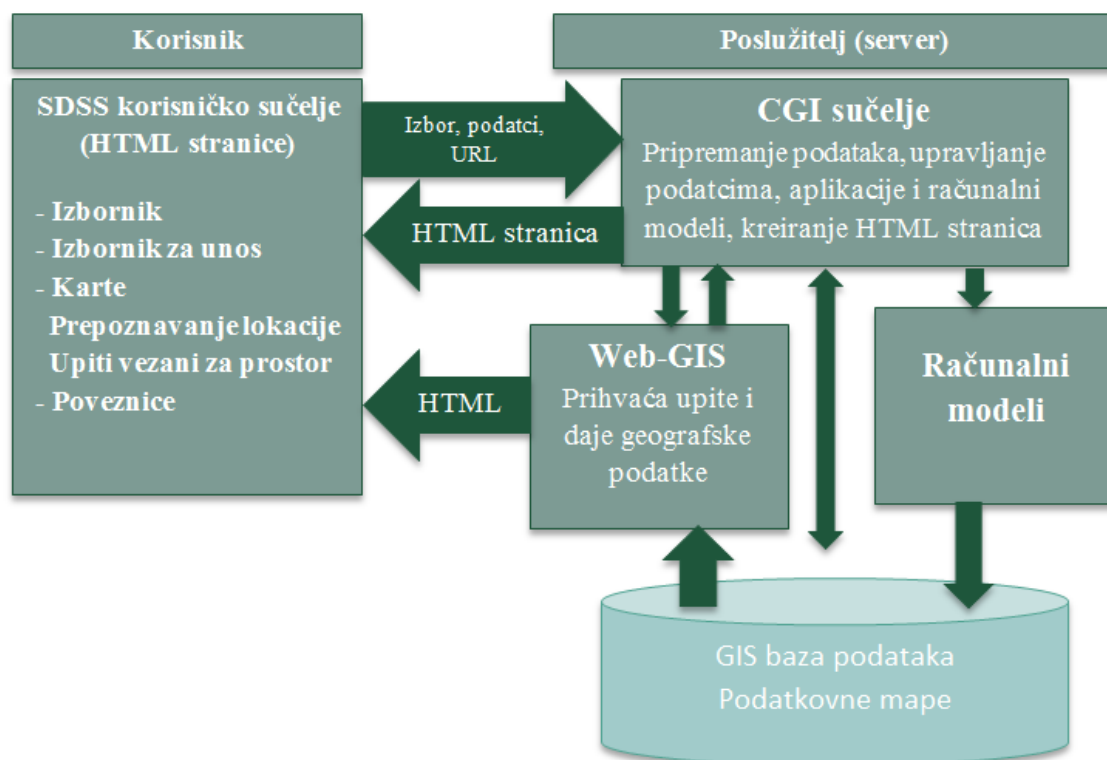 Korisnik
Poslužitelj (server)
SDSS korisničko sučelje
(HTML stranice)
- Izbornik
- Izbornik za unos
- Karte
Prepoznavanje lokacije
Upiti vezani za prostor
- Poveznice
Izbor, podatci,
URL
HTML stranica
HTML
CGI sučelje
Pripremanje podataka, upravljanje
podatcima, aplikacije i računalni
modeli, kreiranje HTML stranica
Web-GIS
Prihvaća upite i
daje geografske
podatke
Računalni
modeli
GIS baza podataka
Podatkovne mape